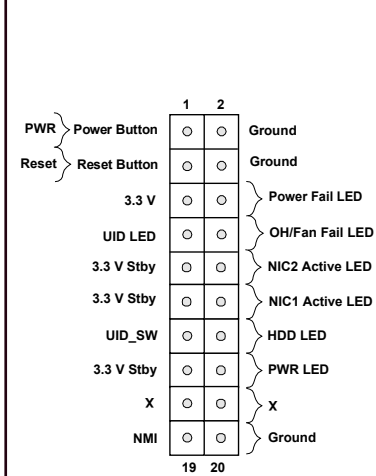 1 2
PWR Power Button Ground
Reset Reset Button Ground
3.3 V Power Fail LED
UID LED OH/Fan Fail LED
3.3 V Stby NIC2 Active LED
3.3 V Stby NIC1 Active LED
UID_SW HDD LED
3.3 V Stby PWR LED
X X
NMI Ground
19 20